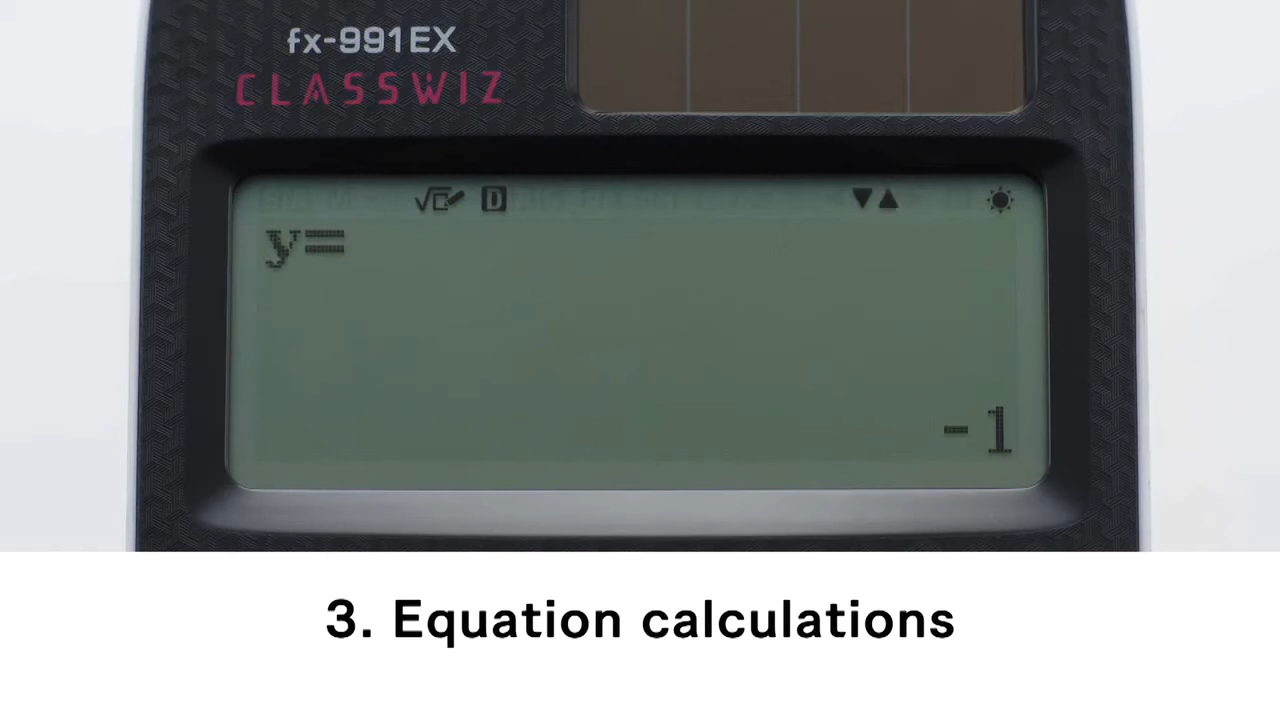 fx-991EX
CLASSWIZ
√ D ▼▲
y=
-1
3. Equation calculations